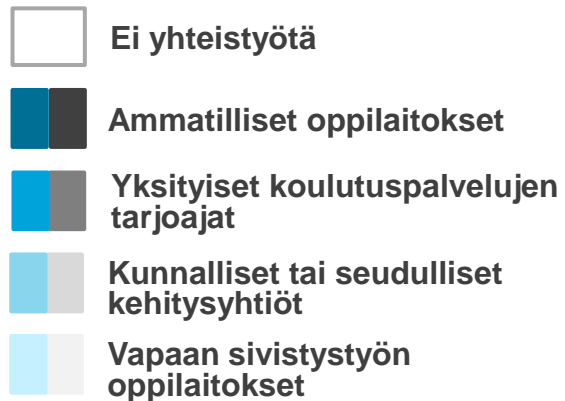 Ei yhteistyötä
Ammatilliset oppilaitokset
Yksityiset koulutuspalvelujen
tarjoajat
Kunnalliset tai seudulliset
kehitysyhtiöt
Vapaan sivistystyön
oppilaitokset